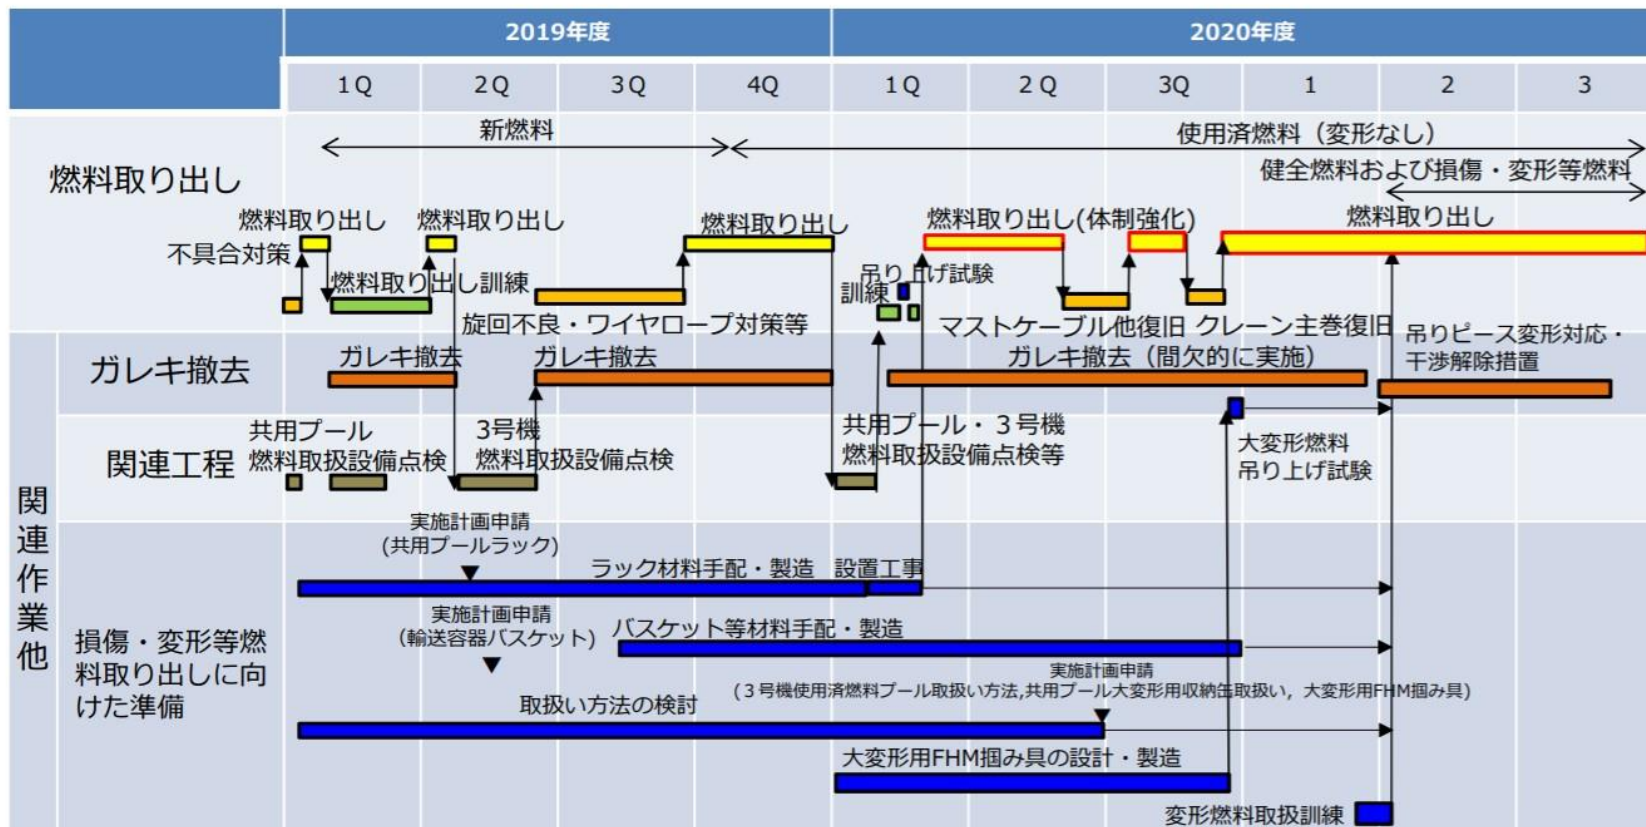 2019年度
2020年度
1Q
2Q
3Q
4Q
1Q
2Q
3Q
1
2
3
燃料取り出し
新燃料
使用済燃料（変形なし）
健全燃料および損傷・変形等燃料
燃料取り出し
燃料取り出し
燃料取り出し
燃料取り出し(体制強化)
燃料取り出し
不具合対策
燃料取り出し訓練
吊り上げ試験
訓練
旋回不良・ワイヤロープ対策等
マストケーブル他復旧
クレーン主巻復旧
関連作業他
ガレキ撤去
ガレキ撤去
ガレキ撤去
ガレキ撤去（間欠的に実施）
吊りピース変形対応・
干渉解除措置
関連工程
共用プール
燃料取扱設備点検
3号機
燃料取扱設備点検
共用プール・３号機
燃料取扱設備点検等
大変形燃料
吊り上げ試験
損傷・変形等燃
料取り出しに向
けた準備
実施計画申請
(共用プールラック)
ラック材料手配・製造
設置工事
実施計画申請
（輸送容器バスケット）
バスケット等材料手配・製造
実施計画申請
(３号機使用済燃料プール取扱い方法,共用プール大変形用収納缶取扱い，大変形用FHM掴み具)
取扱い方法の検討
大変形用FHM掴み具の設計・製造
変形燃料取扱訓練